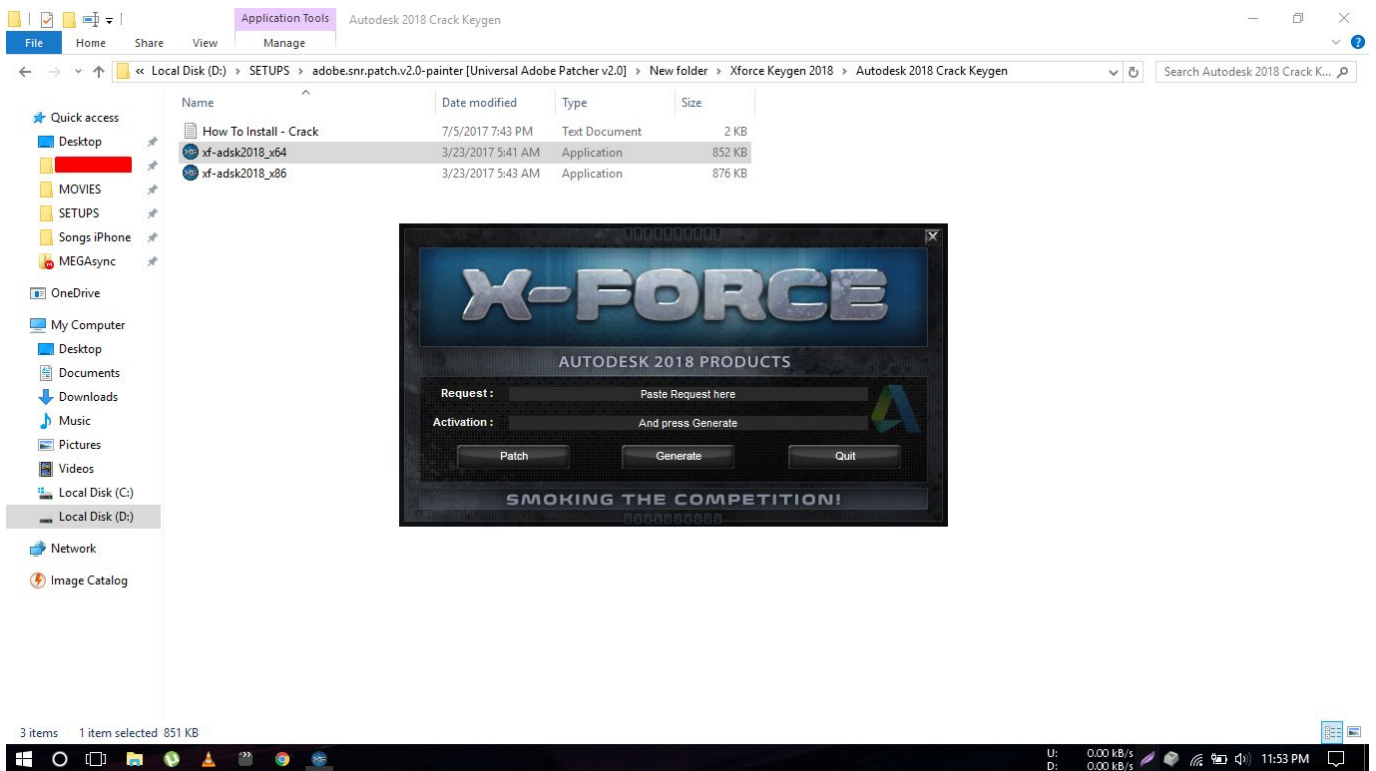 Application Tools
Autodesk 2018 Crack Keygen
File
Home
Share
View
Manage
« Local Disk (D:) > SETUPS > adobe.snr.patch.v2.0-painter [Universal Adobe Patcher v2.0] > New folder > Xforce Keygen 2018 > Autodesk 2018 Crack Keygen
Search Autodesk 2018 Crack K...
Name
Date modified
Type
Size
How To Install - Crack 7/5/2017 7:43 PM Text Document 2 KB
xf-adsk2018_x64 3/23/2017 5:41 AM Application 852 KB
xf-adsk2018_x86 3/23/2017 5:43 AM Application 876 KB
Quick access
Desktop
MOVIES
SETUPS
Songs iPhone
MEGAsync
OneDrive
My Computer
Desktop
Documents
Downloads
Music
Pictures
Videos
Local Disk (C:)
Local Disk (D:)
Network
Image Catalog
X-FORCE
AUTODESK 2018 PRODUCTS
Request :
Paste Request here
Activation :
And press Generate
Patch
Generate
Quit
SMOKING THE COMPETITION!
3 items
1 item selected 851 KB
U: 0.00 kB/s
D: 0.00 kB/s
11:53 PM